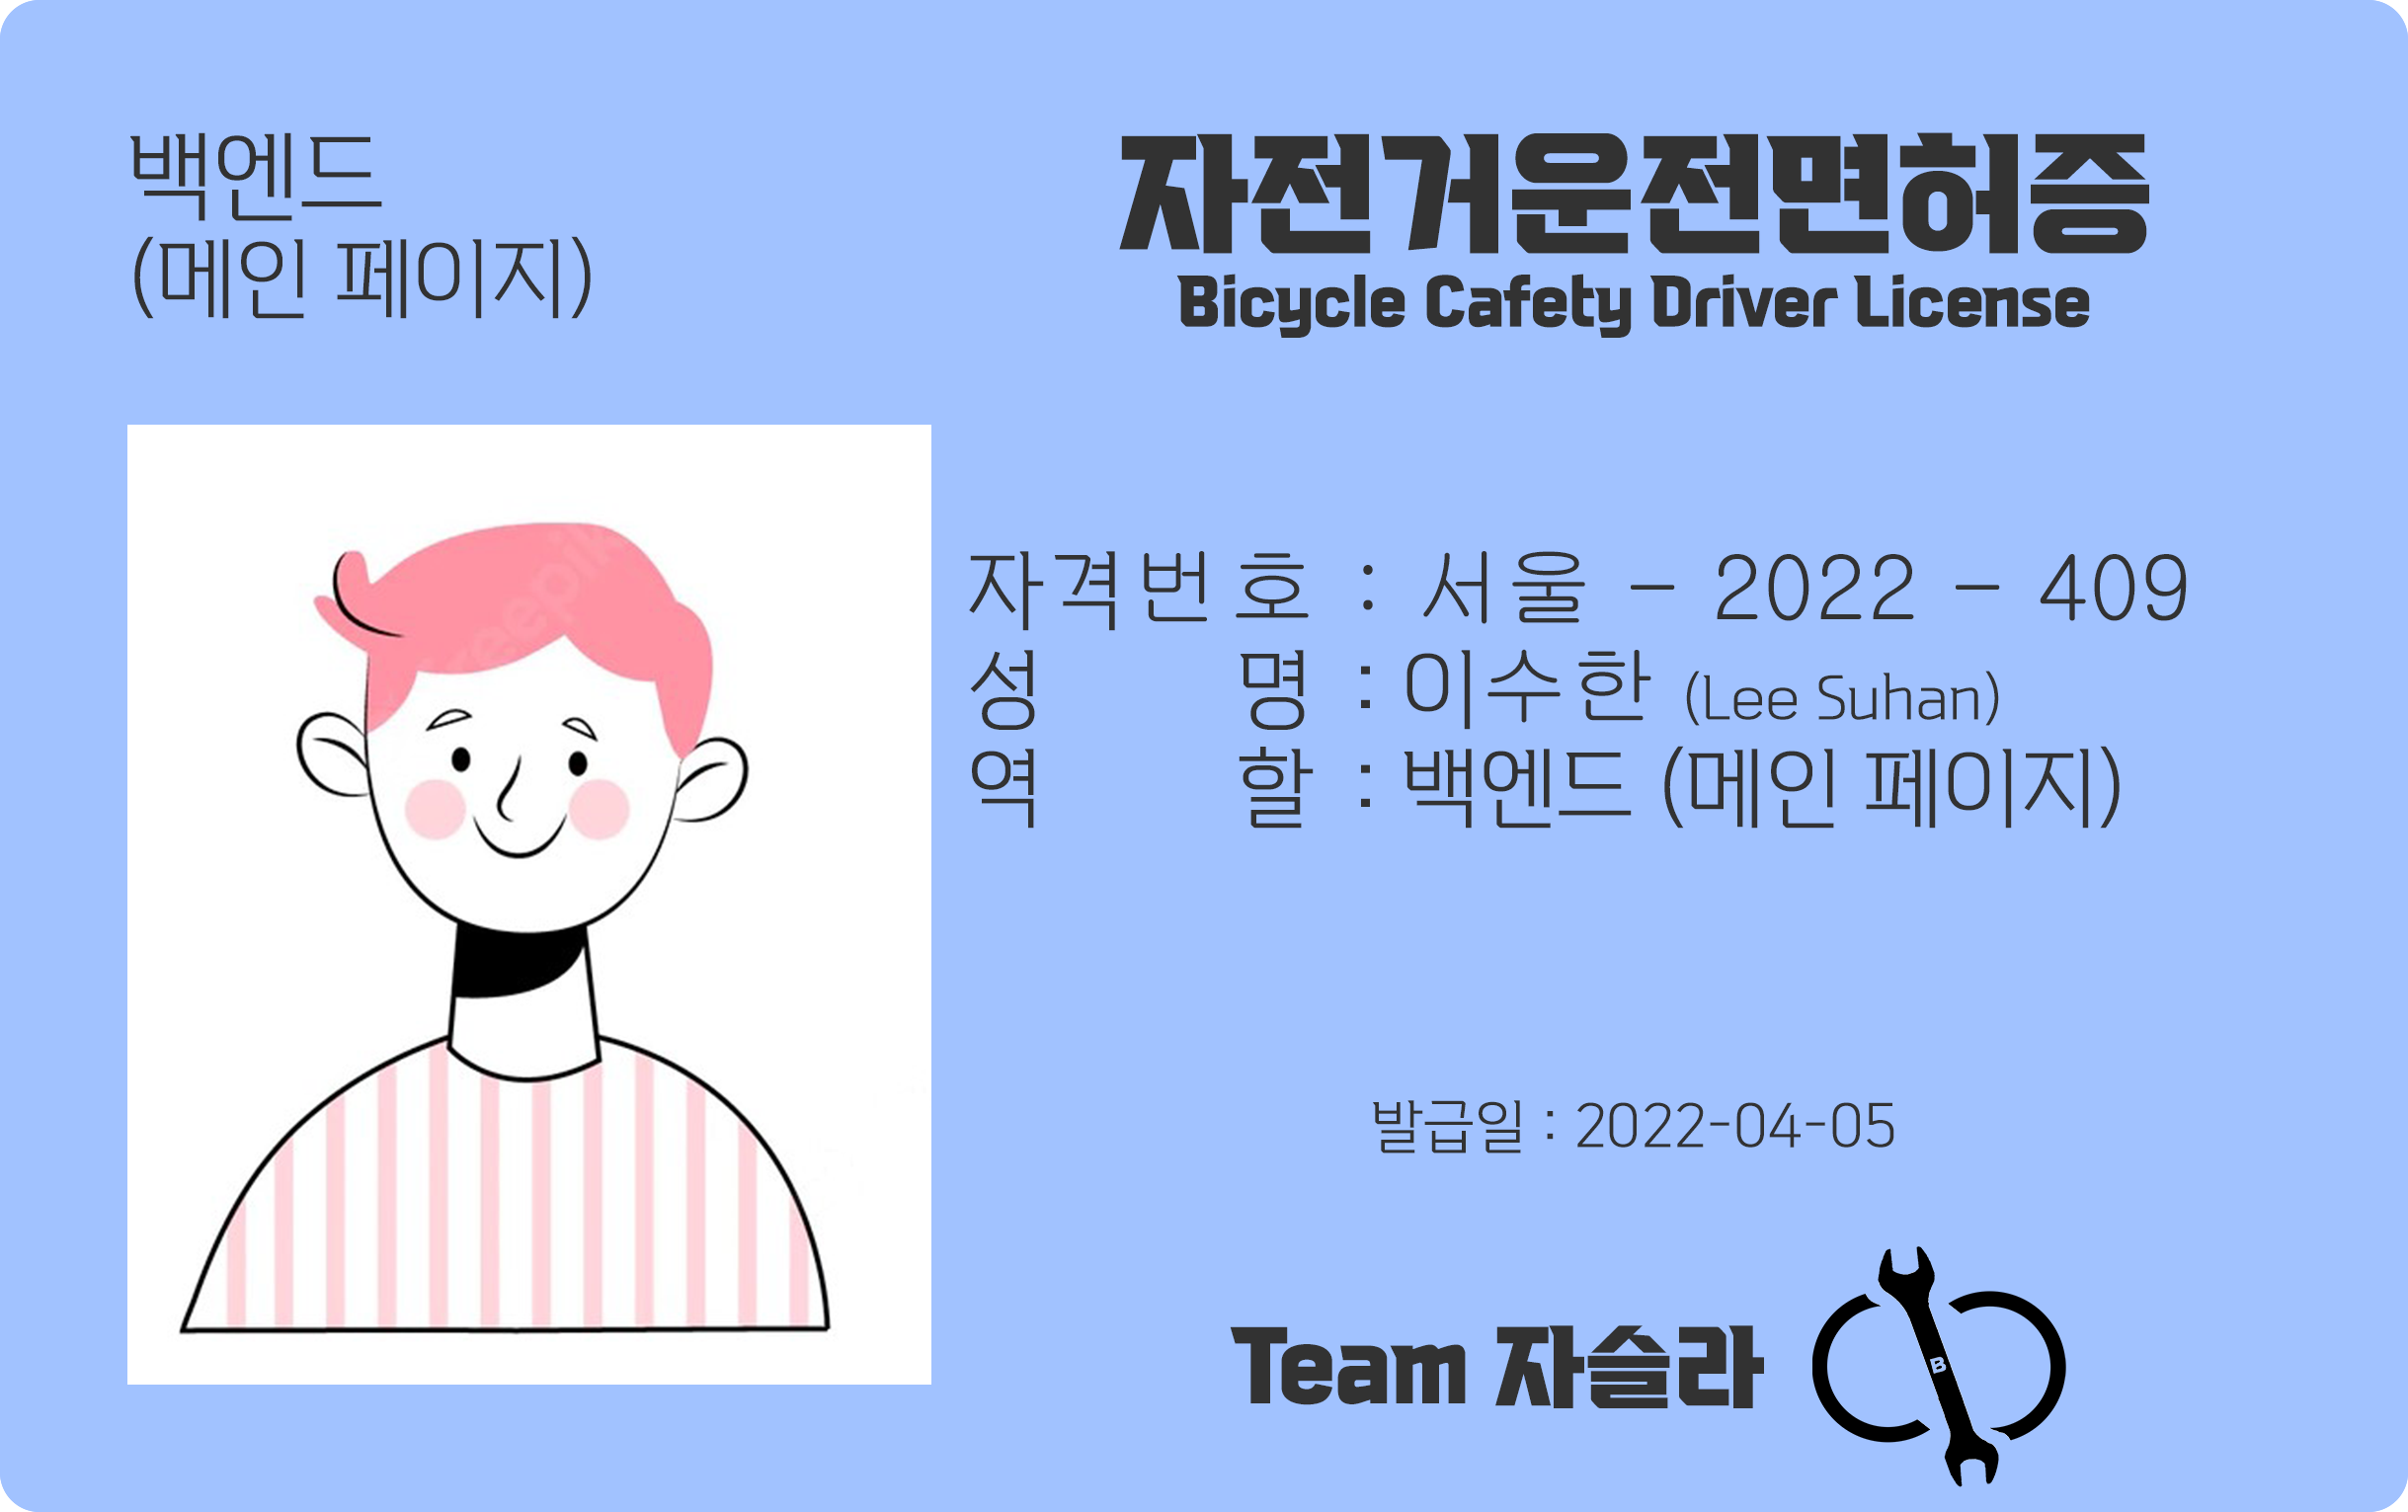 백엔드
(메인 페이지)
자전거운전면허증
Bicycle Cafety Driver License
자격번호 : 서울 - 2022 - 409
성 명 : 이수한 (Lee Suhan)
역 할 : 백엔드 (메인 페이지)
발급일 : 2022-04-05
Team 자슬라
B